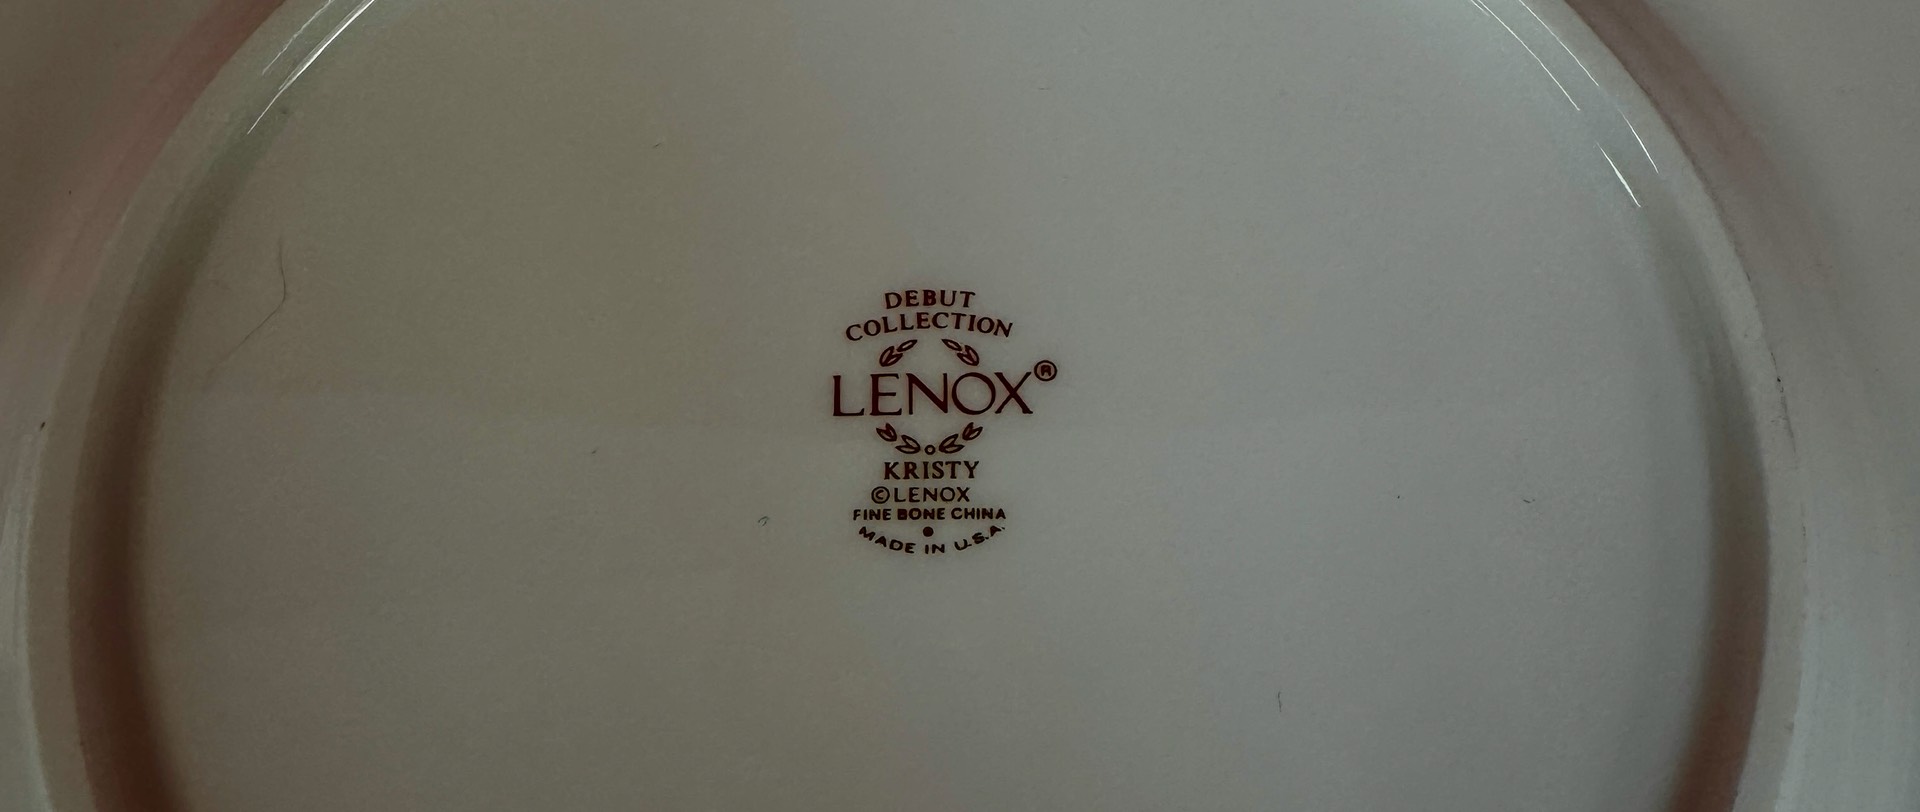 DEBUT
COLLECTION
LENOX®
KRISTY
©LENOX
FINE BONE CHINA
MADE IN U.S.A.